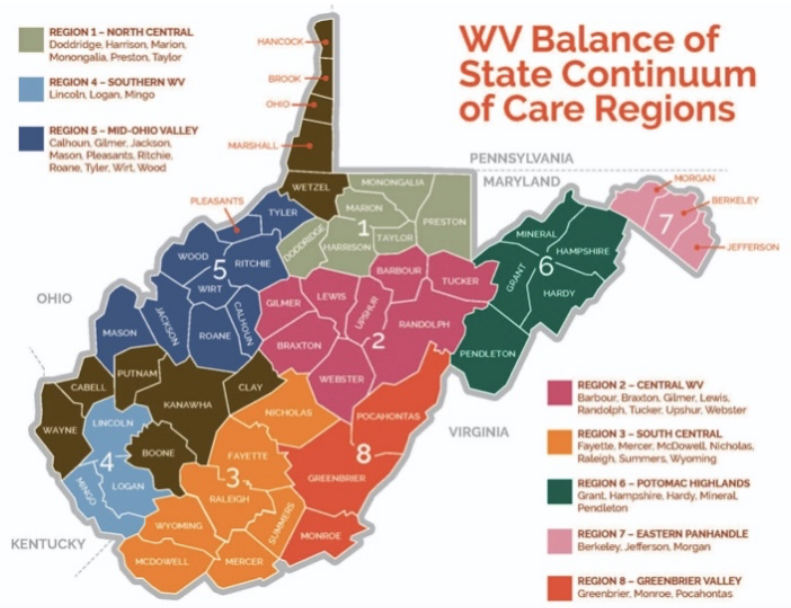 WV Balance of
State Continuum
of Care Regions
REGION 1 – NORTH CENTRAL
Doddridge, Harrison, Marion,
Monongalia, Preston, Taylor
REGION 4 – SOUTHERN WV
Lincoln, Logan, Mingo
REGION 5 – MID-OHIO VALLEY
Calhoun, Gilmer, Jackson,
Mason, Pleasants, Ritchie,
Roane, Tyler, Wirt, Wood
HANCOCK
BROOK
OHIO
MARSHALL
WETZEL
PENNSYLVANIA
MARYLAND
MONONGALIA
MARION
PRESTON
1
TAYLOR
HARRISON
DODDRIDGE
PLEASANTS
TYLER
WOOD
RITCHIE
5
WIRT
OHIO
MASON
JACKSON
ROANE
CALHOUN
MORGAN
BERKELEY
7
JEFFERSON
MINERAL
HAMPSHIRE
6
GRANT
HARDY
PENDLETON
BARBOUR
TUCKER
GILMER
LEWIS
UPSHUR
RANDOLPH
2
BRAXTON
WEBSTER
PUTNAM
CABELL
KANAWHA
CLAY
WAYNE
BOONE
LINCOLN
4
LOGAN
MINGO
NICHOLAS
FAYETTE
3
RALEIGH
SUMMERS
WYOMING
MCDOWELL
MERCER
POCAHONTAS
8
GREENBRIER
MONROE
VIRGINIA
KENTUCKY
REGION 2 – CENTRAL WV
Barbour, Braxton, Gilmer, Lewis,
Randolph, Tucker, Upshur, Webster
REGION 3 – SOUTH CENTRAL
Fayette, Mercer, McDowell, Nicholas,
Raleigh, Summers, Wyoming
REGION 6 – POTOMAC HIGHLANDS
Grant, Hampshire, Hardy, Mineral,
Pendleton
REGION 7 – EASTERN PANHANDLE
Berkeley, Jefferson, Morgan
REGION 8 – GREENBRIER VALLEY
Greenbrier, Monroe, Pocahontas